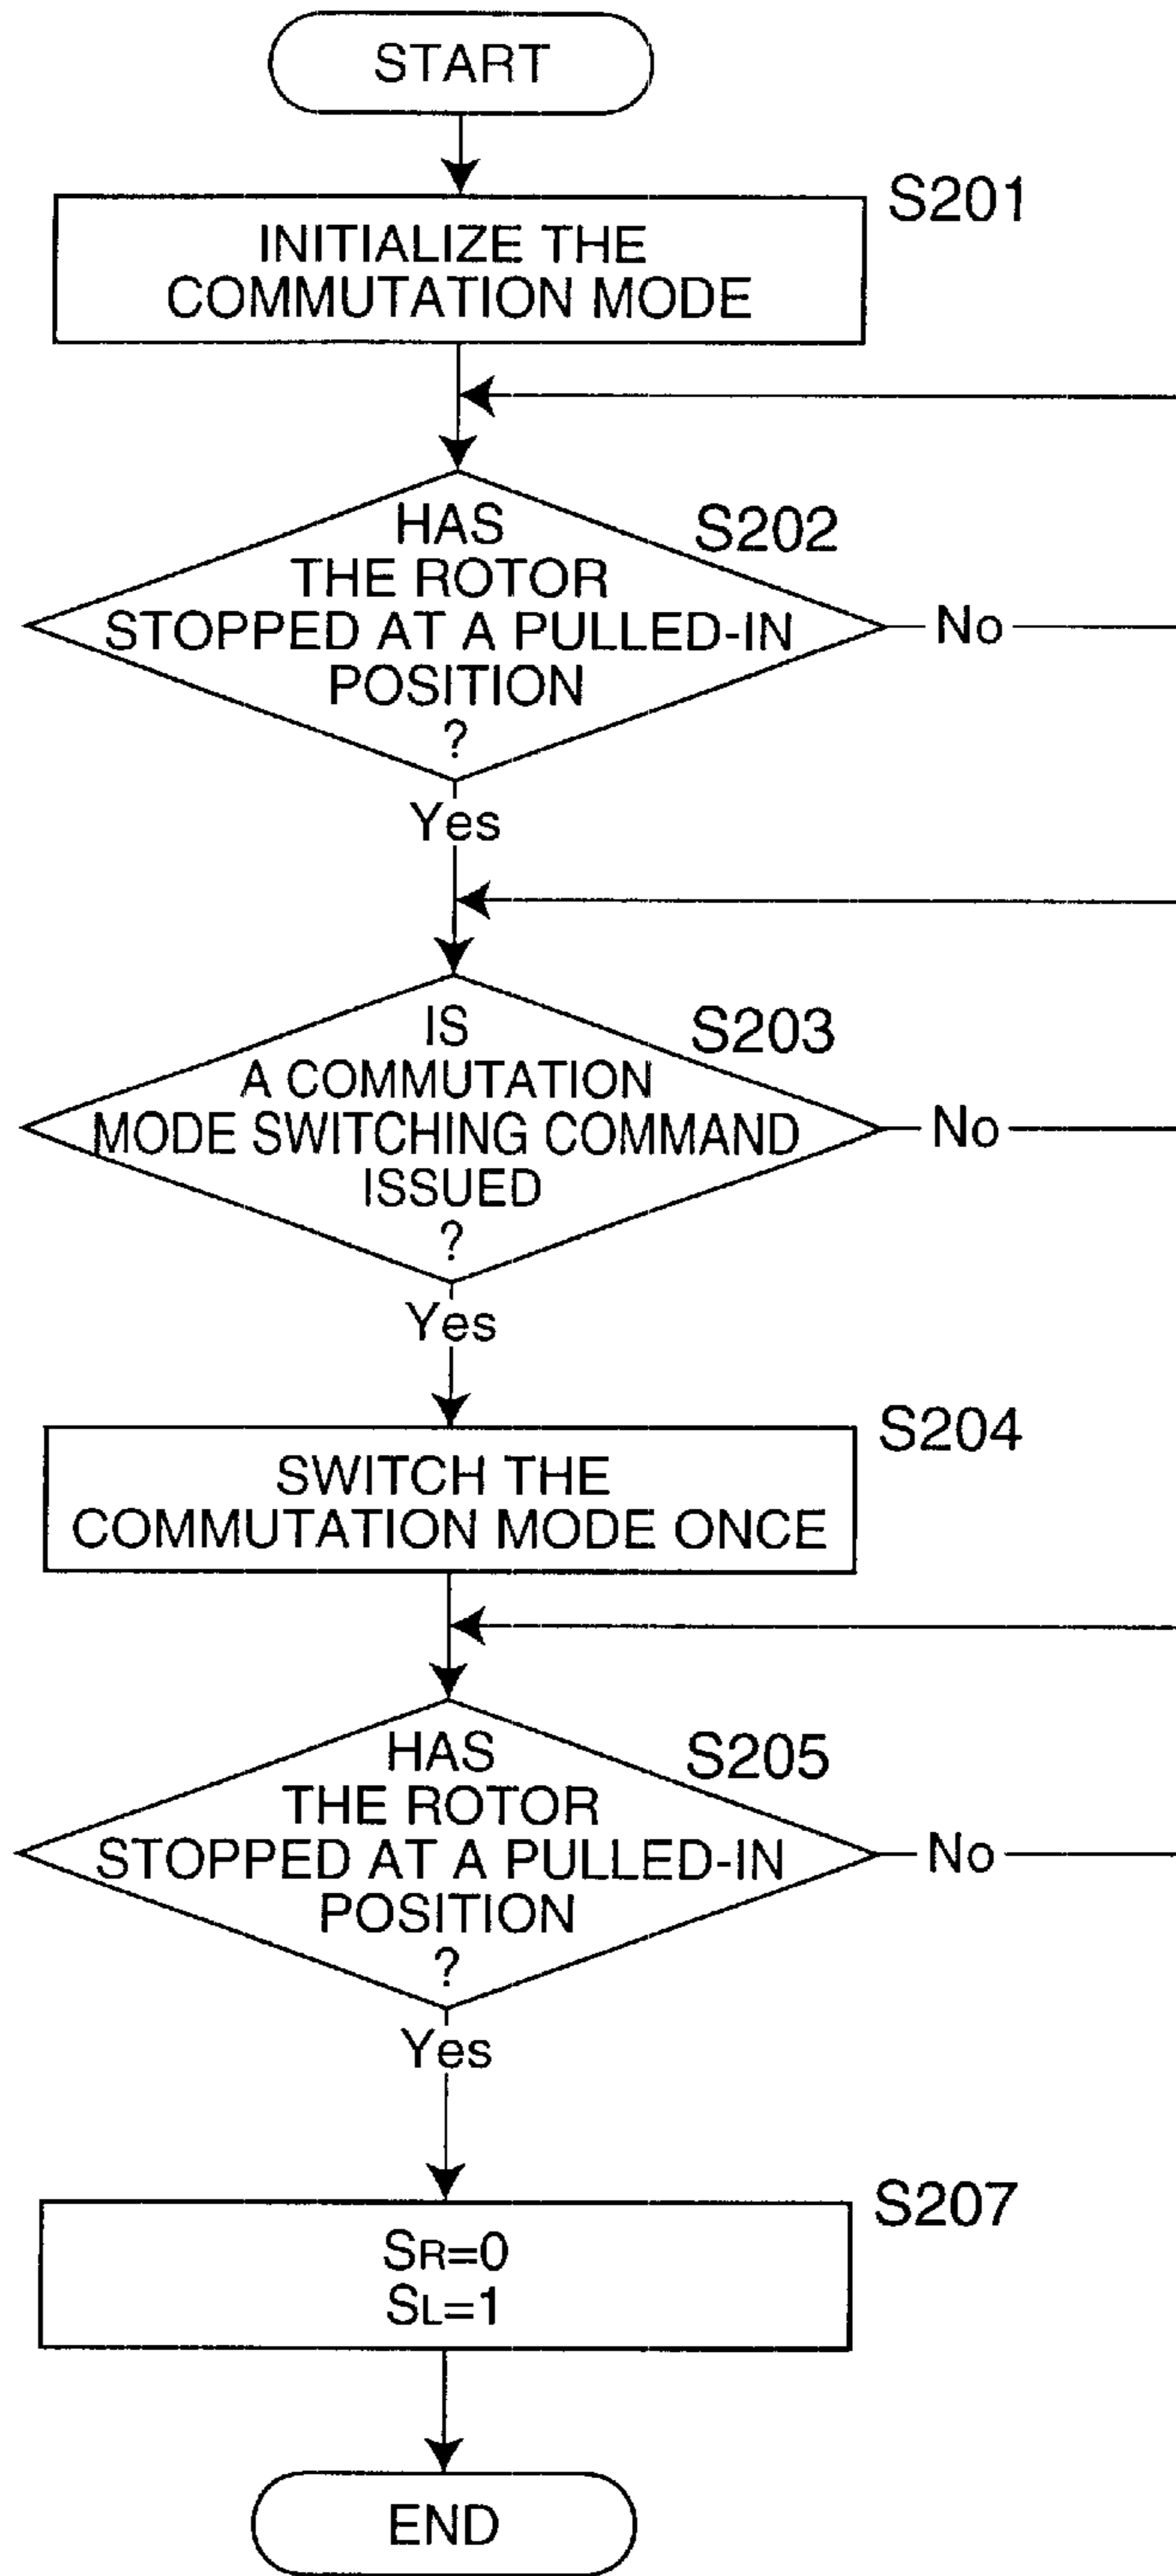 START
S201
INITIALIZE THE
COMMUTATION MODE
HAS
THE ROTOR
STOPPED AT A PULLED-IN
POSITION
?
S202
No
Yes
IS
A COMMUTATION
MODE SWITCHING COMMAND
ISSUED
?
S203
No
Yes
S204
SWITCH THE
COMMUTATION MODE ONCE
HAS
THE ROTOR
STOPPED AT A PULLED-IN
POSITION
?
S205
No
Yes
S207
SR=0
SL=1
END